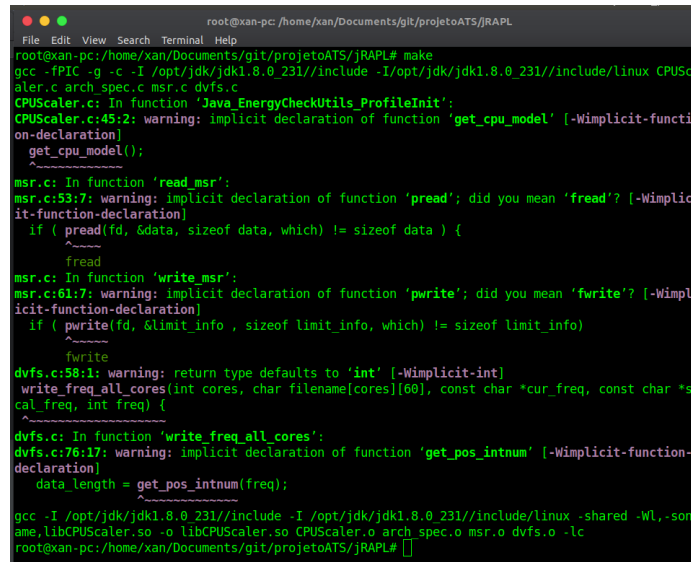 root@xan-pc: /home/xan/Documents/git/projetoATS/jRAPL
File Edit View Search Terminal Help
root@xan-pc:/home/xan/Documents/git/projetoATS/jRAPL# make
gcc -fPIC -g -c -I /opt/jdk/jdk1.8.0_231//include -I/opt/jdk/jdk1.8.0_231//include/linux CPUSc
aler.c arch_spec.c msr.c dvfs.c
CPUScaler.c: In function ‘Java_EnergyCheckUtils_ProfileInit’:
CPUScaler.c:45:2: warning: implicit declaration of function ‘get_cpu_model’ [-Wimplicit-functi
on-declaration]
  get_cpu_model();
  ^~~~~~~~~~~~~
msr.c: In function ‘read_msr’:
msr.c:53:7: warning: implicit declaration of function ‘pread’; did you mean ‘fread’? [-Wimplic
it-function-declaration]
  if ( pread(fd, &data, sizeof data, which) != sizeof data ) {
       ^~~~~
       fread
msr.c: In function ‘write_msr’:
msr.c:61:7: warning: implicit declaration of function ‘pwrite’; did you mean ‘fwrite’? [-Wimpl
icit-function-declaration]
  if ( pwrite(fd, &limit_info , sizeof limit_info, which) != sizeof limit_info)
       ^~~~~~
       fwrite
dvfs.c:58:1: warning: return type defaults to ‘int’ [-Wimplicit-int]
 write_freq_all_cores(int cores, char filename[cores][60], const char *cur_freq, const char *s
cal_freq, int freq) {
 ^~~~~~~~~~~~~~~~~~~~
dvfs.c: In function ‘write_freq_all_cores’:
dvfs.c:76:17: warning: implicit declaration of function ‘get_pos_intnum’ [-Wimplicit-function-
declaration]
   data_length = get_pos_intnum(freq);
                 ^~~~~~~~~~~~~~
gcc -I /opt/jdk/jdk1.8.0_231//include -I /opt/jdk/jdk1.8.0_231//include/linux -shared -Wl,-son
ame,libCPUScaler.so -o libCPUScaler.so CPUScaler.o arch_spec.o msr.o dvfs.o -lc
root@xan-pc:/home/xan/Documents/git/projetoATS/jRAPL#